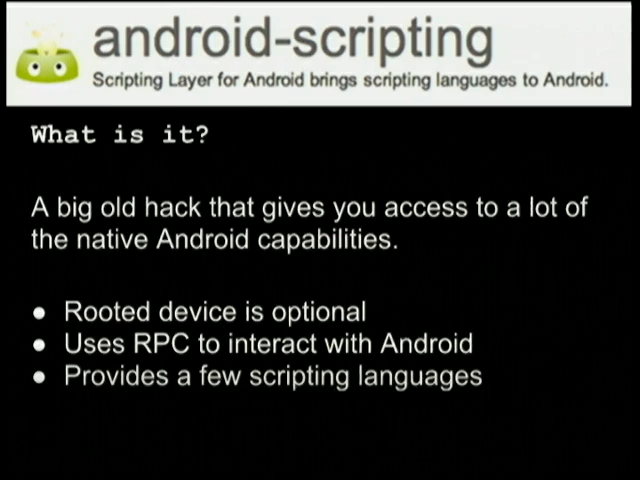 android-scripting
Scripting Layer for Android brings scripting languages to Android.
What is it?
A big old hack that gives you access to a lot of
the native Android capabilities.
● Rooted device is optional
● Uses RPC to interact with Android
● Provides a few scripting languages